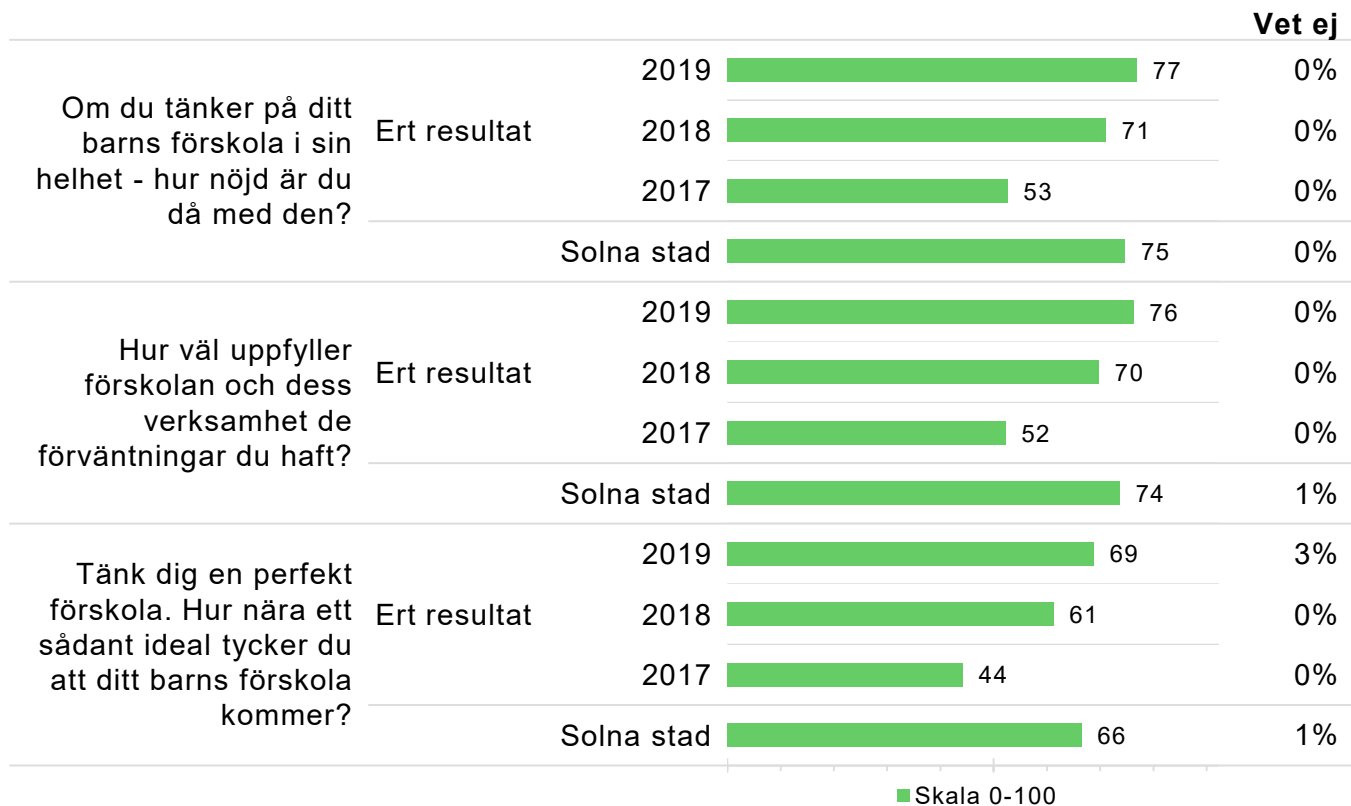 Vet ej
Om du tänker på ditt
barns förskola i sin
helhet - hur nöjd är du
då med den?
Ert resultat
2019 77 0%
2018 71 0%
2017 53 0%
Solna stad 75 0%
Hur väl uppfyller
förskolan och dess
verksamhet de
förväntningar du haft?
Ert resultat
2019 76 0%
2018 70 0%
2017 52 0%
Solna stad 74 1%
Tänk dig en perfekt
förskola. Hur nära ett
sådant ideal tycker du
att ditt barns förskola
kommer?
Ert resultat
2019 69 3%
2018 61 0%
2017 44 0%
Solna stad 66 1%
Skala 0-100